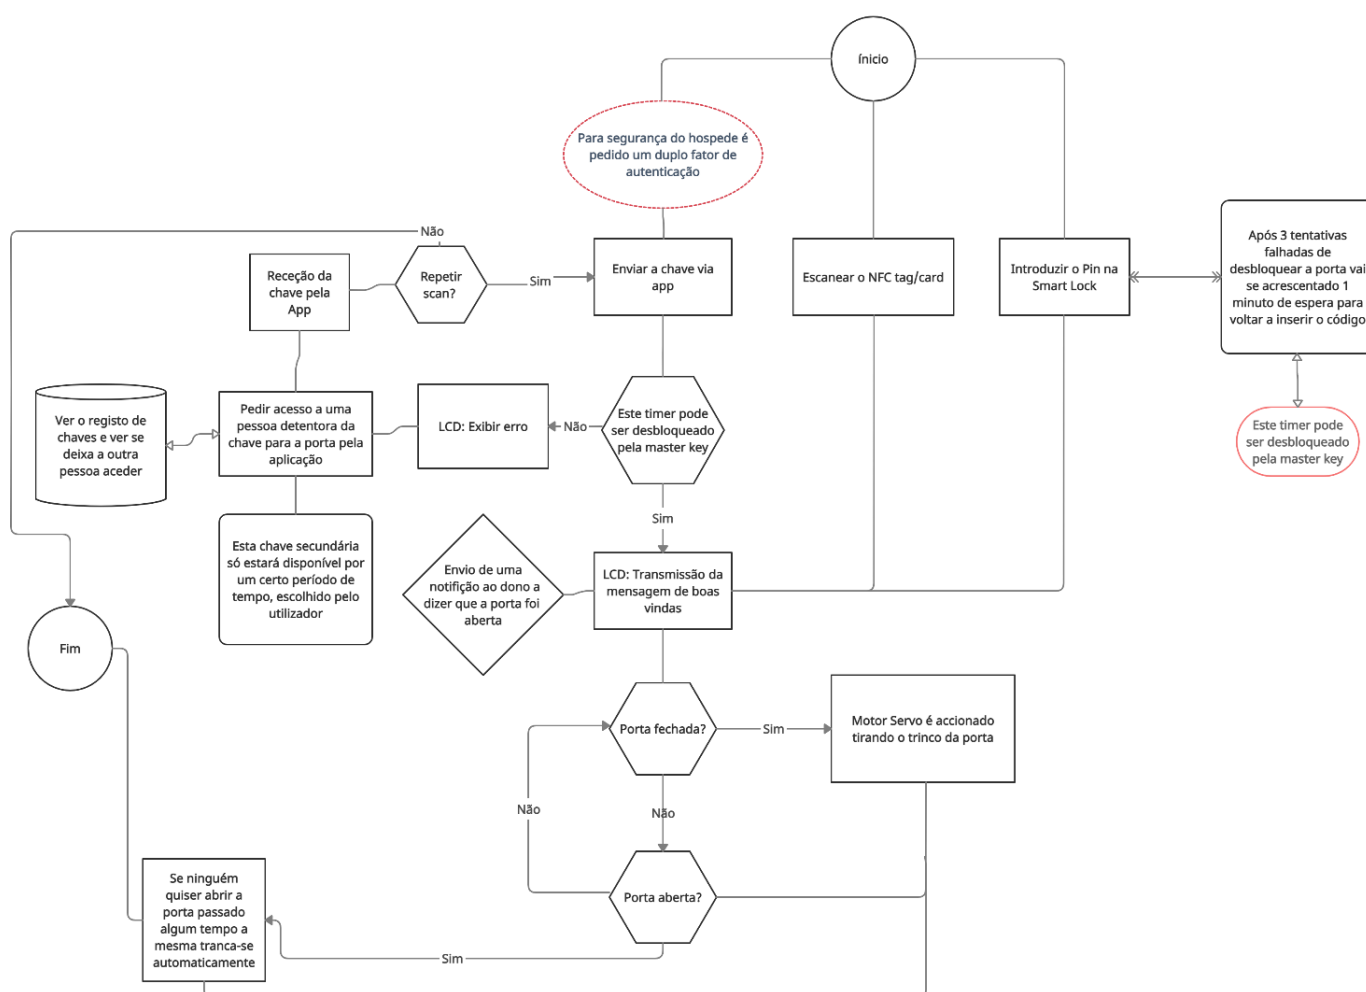 Ínicio
Para segurança do hospede é
pedido um duplo fator de
autenticação
Não
Repetir
scan?
Sim
Receção da
chave pela
App
Enviar a chave via
app
Escanear o NFC tag/card
Introduzir o Pin na
Smart Lock
Após 3 tentativas
falhadas de
desbloquear a porta vai
se acrescentado 1
minuto de espera para
voltar a inserir o código
Este timer pode
ser desbloqueado
pela master key
Ver o registo de
chaves e ver se
deixa a outra
pessoa aceder
Pedir acesso a uma
pessoa detentora da
chave para a porta pela
aplicação
LCD: Exibir erro
Não
Este timer pode
ser desbloqueado
pela master key
Sim
Esta chave secundária
só estará disponível por
um certo período de
tempo, escolhido pelo
utilizador
Envio de uma
notifição ao dono a
dizer que a porta foi
aberta
LCD: Transmissão da
mensagem de boas
vindas
Fim
Porta fechada?
Sim
Motor Servo é accionado
tirando o trinco da porta
Não
Não
Porta aberta?
Sim
Se ninguém
quiser abrir a
porta passado
algum tempo a
mesma tranca-se
automaticamente